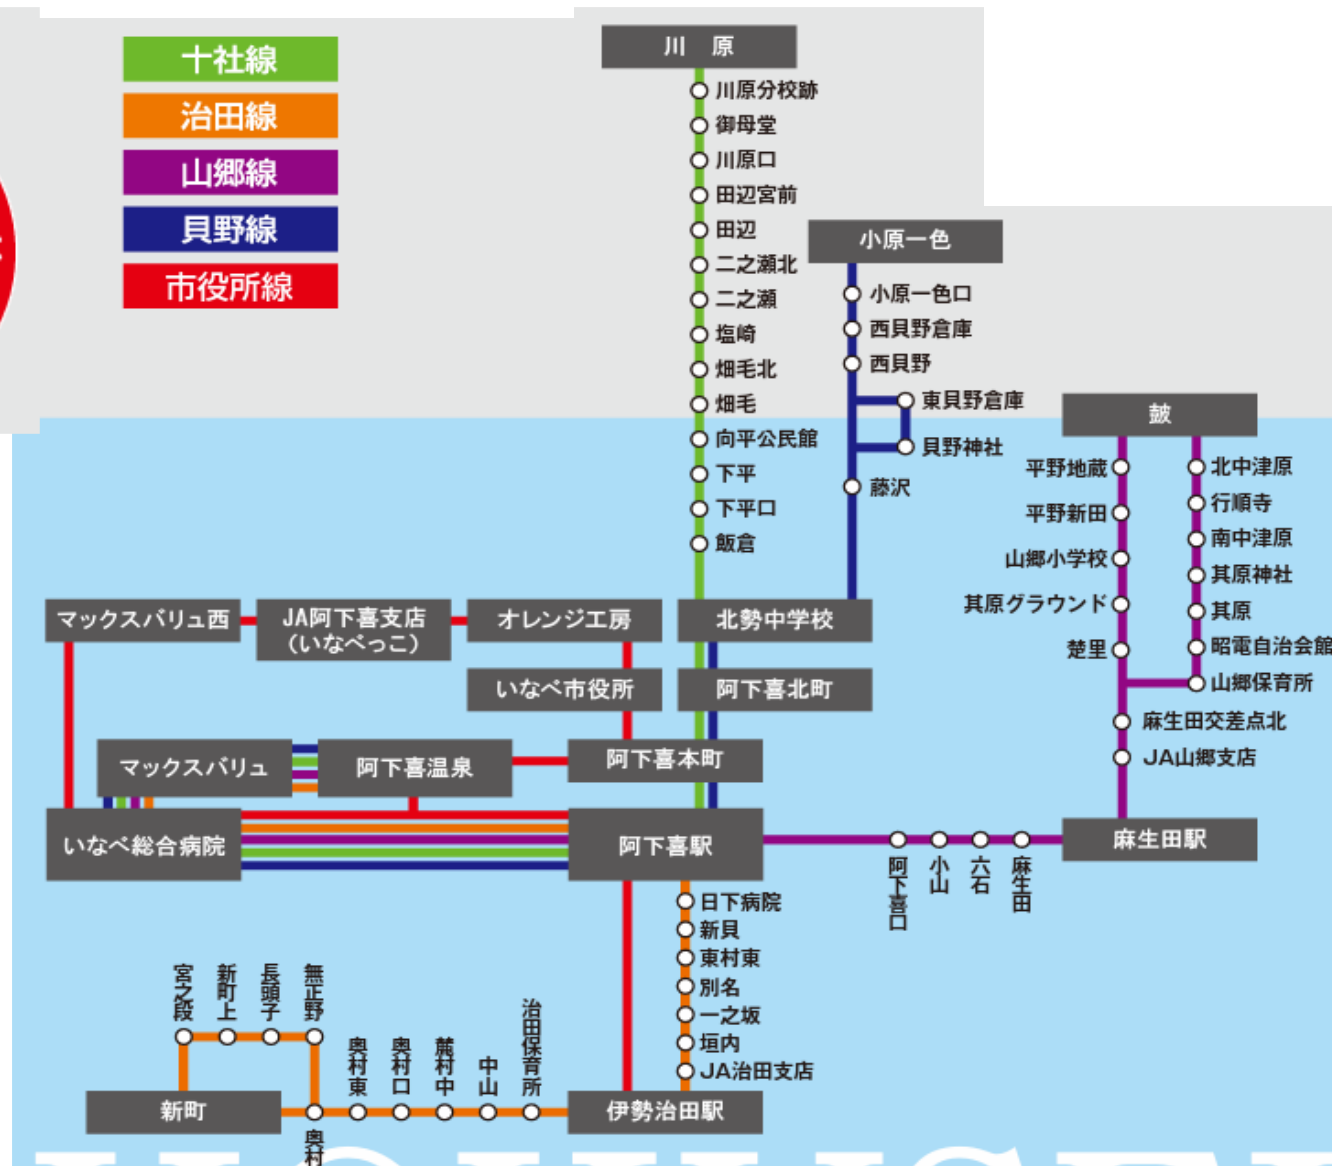 十社線
治田線
山郷線
貝野線
市役所線
川 原
川原分校跡
御母堂
川原口
田辺宮前
田辺
二之瀬北
二之瀬
塩崎
畑毛北
畑毛
向平公民館
下平
下平口
飯倉
小原一色
小原一色口
西貝野倉庫
西貝野
東貝野倉庫
貝野神社
藤沢
鼓
平野地蔵
平野新田
山郷小学校
其原グラウンド
楚里
北中津原
行順寺
南中津原
其原神社
其原
昭電自治会館
山郷保育所
麻生田交差点北
JA山郷支店
マックスバリュ西
JA阿下喜支店
(いなべっこ)
オレンジ工房
北勢中学校
いなべ市役所
阿下喜北町
マックスバリュ
阿下喜温泉
阿下喜本町
いなべ総合病院
阿下喜駅
麻生田駅
阿下喜口
小山
六石
麻生田
日下病院
新貝
東村東
別名
一之坂
垣内
JA治田支店
宮之段
新町上
長頭子
無正野
奥村東
奥村口
麓村中
中山
治田保育所
新町
奥村
伊勢治田駅